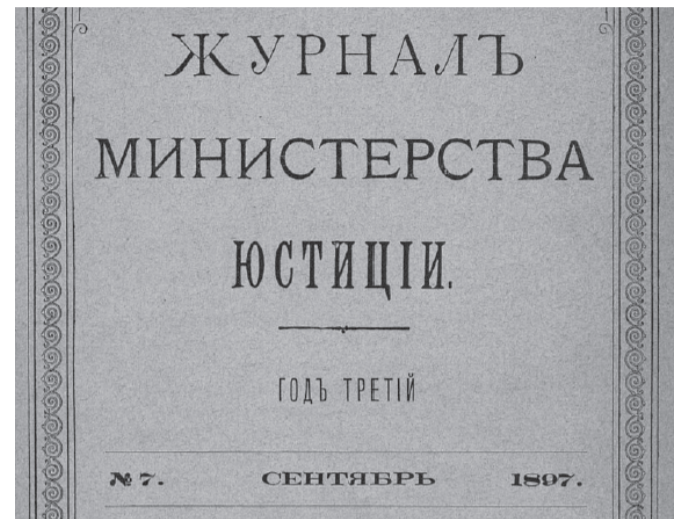 ЖУРНАЛЪ
МИНИСТЕРСТВА
ЮСТИЦІИ.
ГОДЪ ТРЕТІЙ
№ 7. СЕНТЯБРЬ 1897.